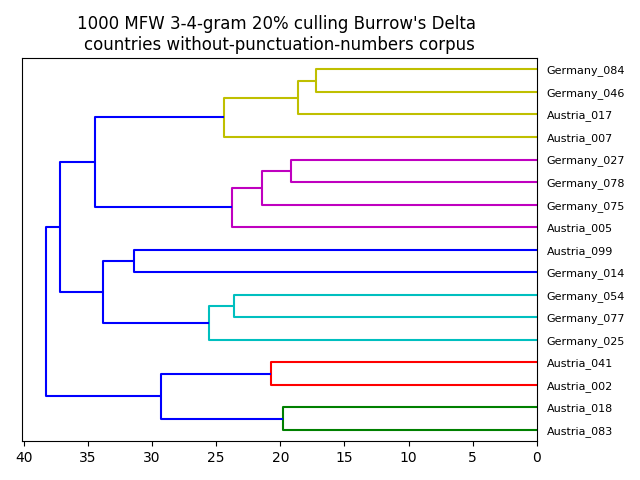 1000 MFW 3-4-gram 20% culling Burrow's Delta
countries without-punctuation-numbers corpus
Germany_084
Germany_046
Austria_017
Austria_007
Germany_027
Germany_078
Germany_075
Austria_005
Austria_099
Germany_014
Germany_054
Germany_077
Germany_025
Austria_041
Austria_002
Austria_018
Austria_083
40 35 30 25 20 15 10 5 0